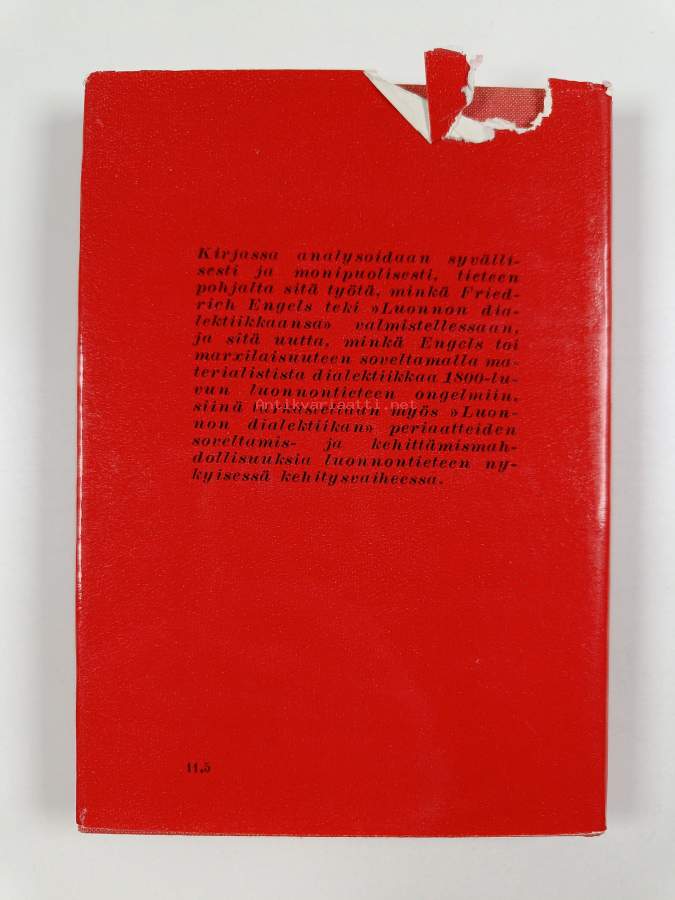 Kirjassa analysoidaan syvälli-
sesti ja monipuolisesti, tieteen
pohjalta sitä työtä, minkä Fried-
rich Engels teki »Luonnon dia-
lektiikkaansa» valmistellessaan,
ja sitä uutta, minkä Engels toi
marxilaisuuteen soveltamalla ma-
terialistista dialektiikkaa 1800-lu-
vun luonnontieteen ongelmiin,
Antikvariaatti.net
siinä tarkastellaan myös »Luon-
non dialektiikan» periaatteiden
soveltamis- ja kehittämismah-
dollisuuksia luonnontieteen ny-
kyisessä kehitysvaiheessa.
11.5